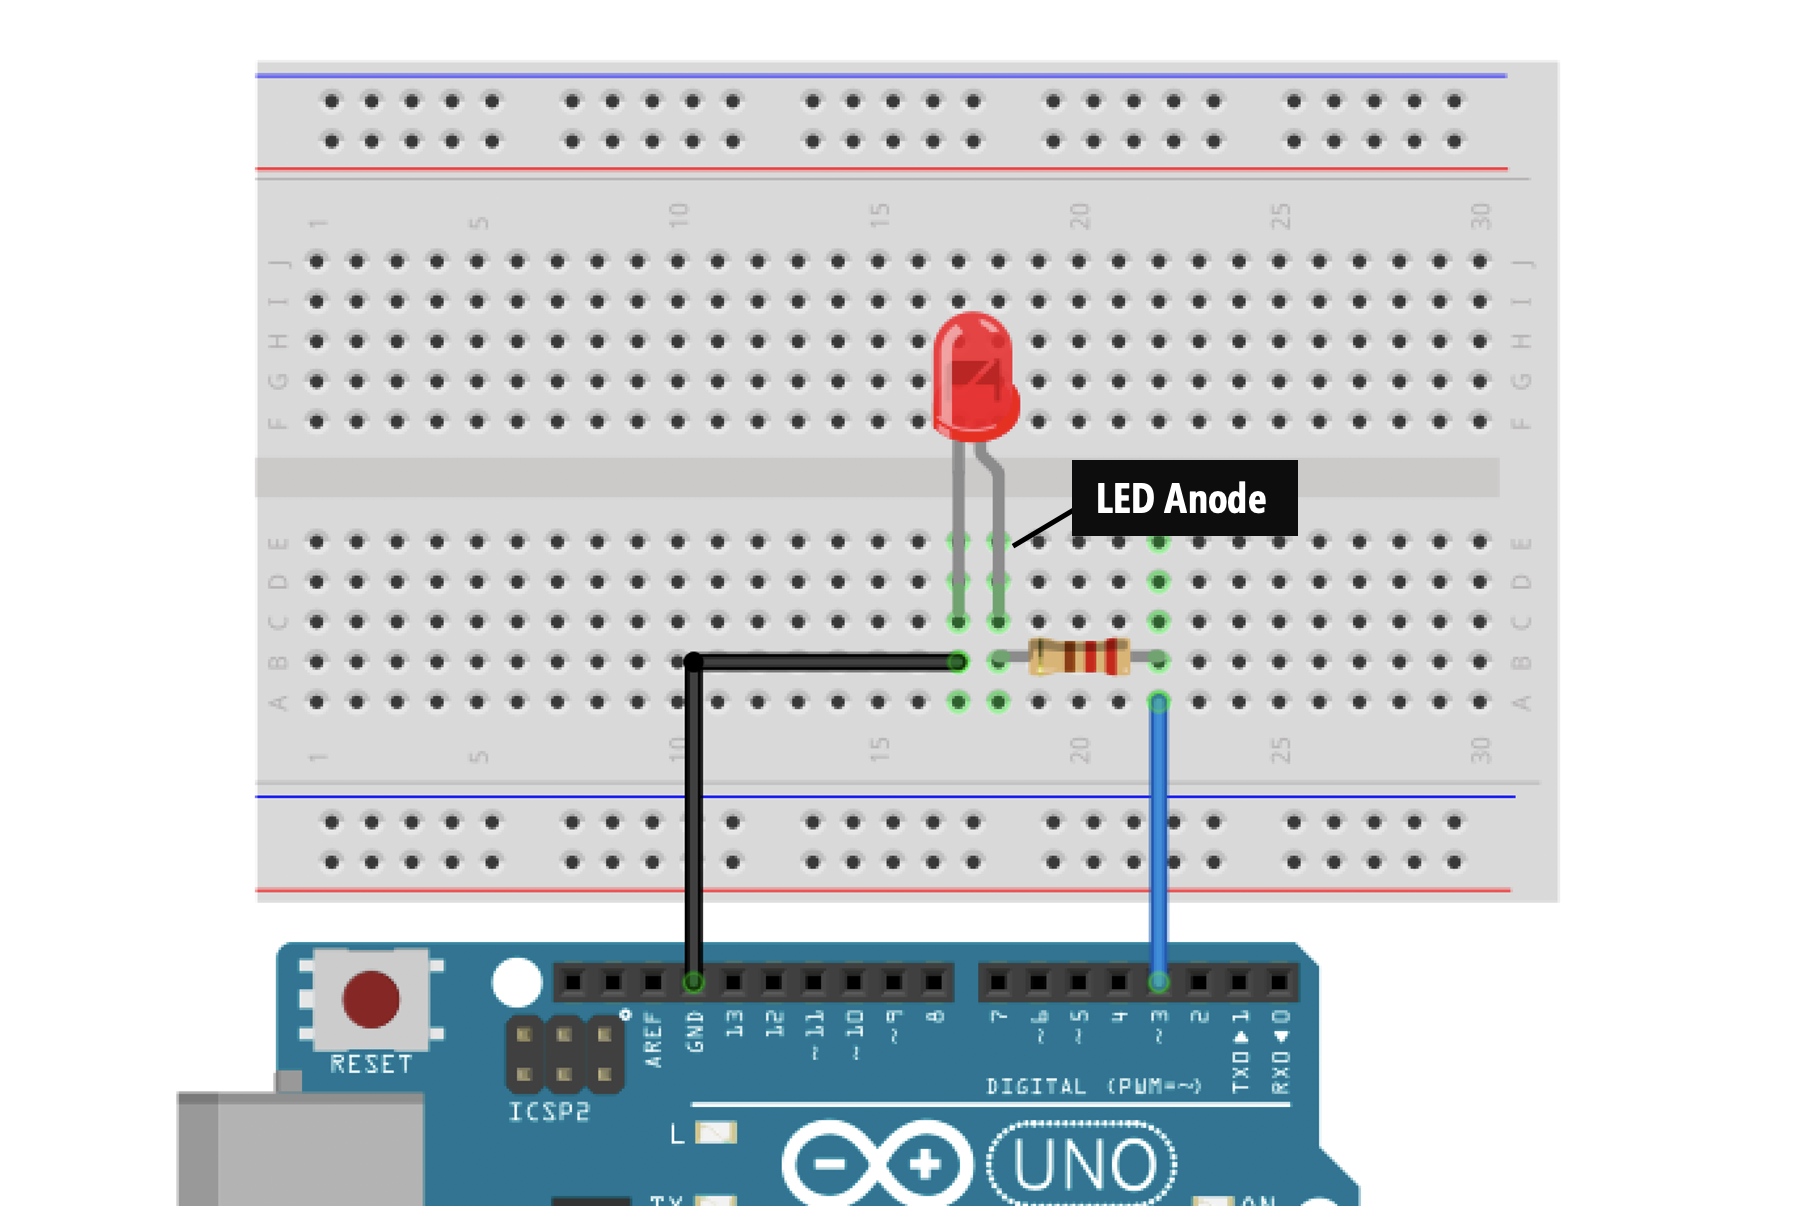 1 5 10 15 20 25 30
J J
I I
H H
G G
F F
LED Anode
E E
D D
C C
B B
A A
1 5 10 15 20 25 30
RESET
ICSP2
AREF GND 13 12 ~11 ~10 ~9 8 7 ~6 ~5 4 ~3 2 TX0▶1 RX0◀0
DIGITAL (PWM=~)
L
UNO
TX ON